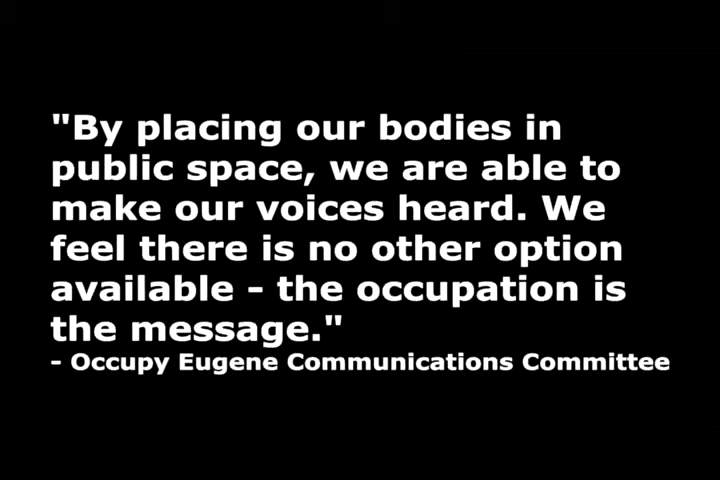 "By placing our bodies in
public space, we are able to
make our voices heard. We
feel there is no other option
available - the occupation is
the message."
- Occupy Eugene Communications Committee